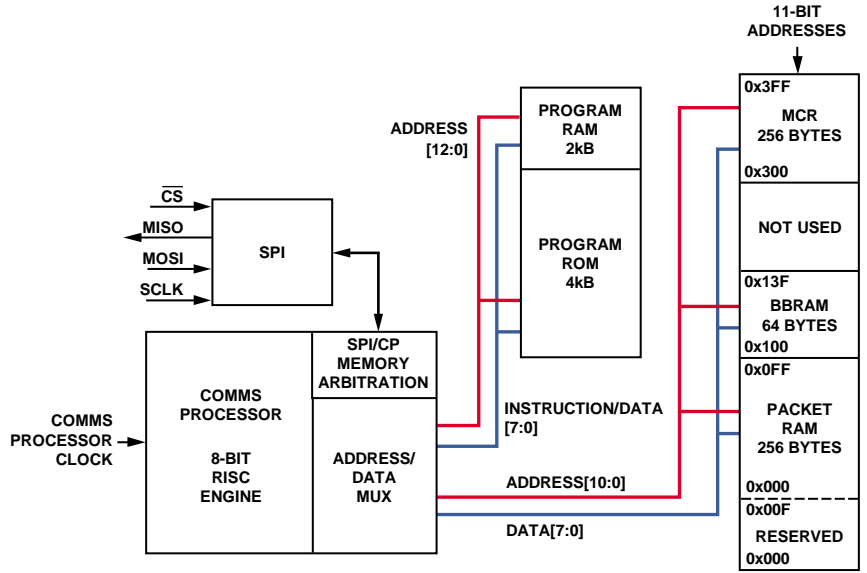 11-BIT
ADDRESSES
0x3FF
MCR
256 BYTES
0x300
NOT USED
0x13F
BBRAM
64 BYTES
0x100
0x0FF
PACKET
RAM
256 BYTES
0x000
0x00F
RESERVED
0x000
ADDRESS
[12:0]
PROGRAM
RAM
2kB
PROGRAM
ROM
4kB
CS
MISO
MOSI
SCLK
SPI
SPI/CP
MEMORY
ARBITRATION
COMMS
PROCESSOR
8-BIT
RISC
ENGINE
ADDRESS/
DATA
MUX
COMMS
PROCESSOR
CLOCK
INSTRUCTION/DATA
[7:0]
ADDRESS[10:0]
DATA[7:0]